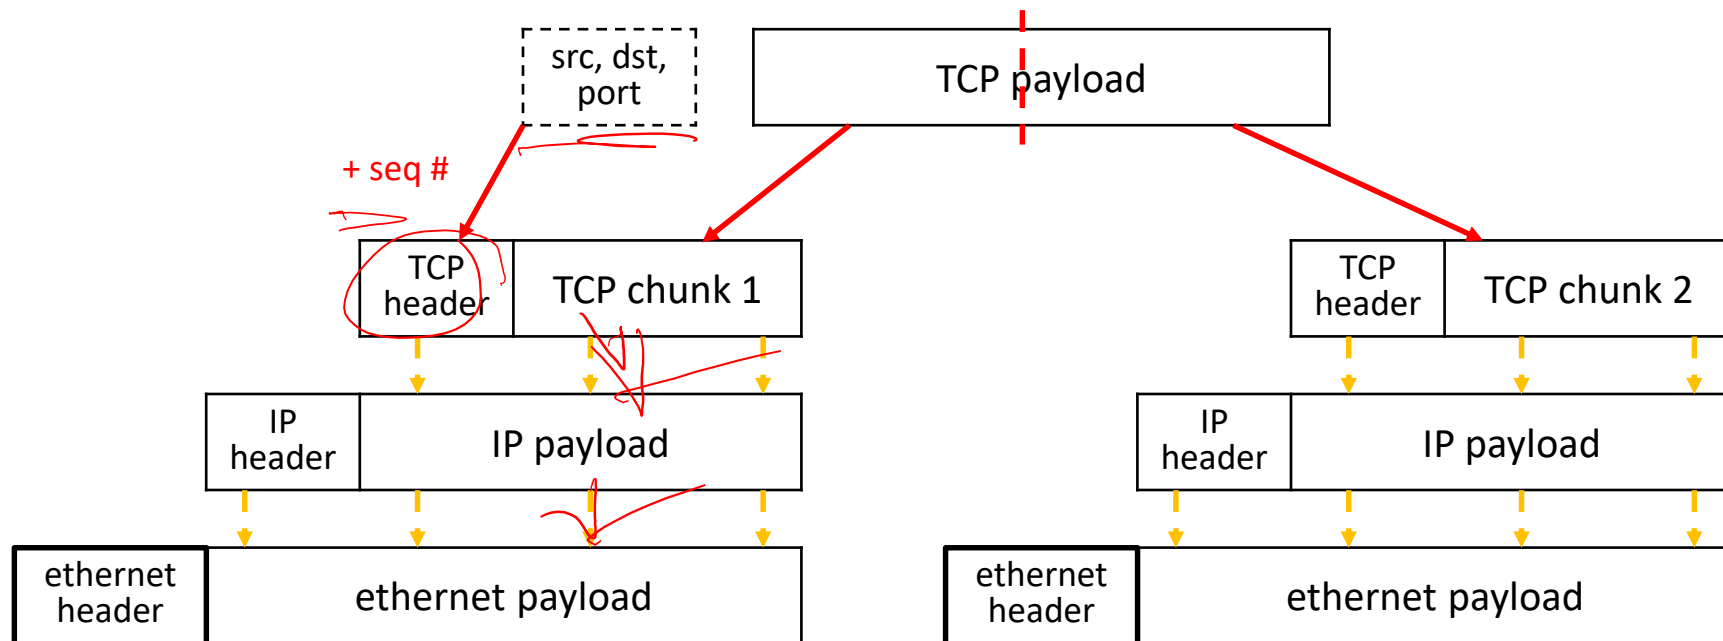 src, dst,
port
TCP payload
+ seq #
TCP
header
TCP chunk 1
TCP
header
TCP chunk 2
IP
header
IP payload
IP
header
IP payload
ethernet
header
ethernet payload
ethernet
header
ethernet payload